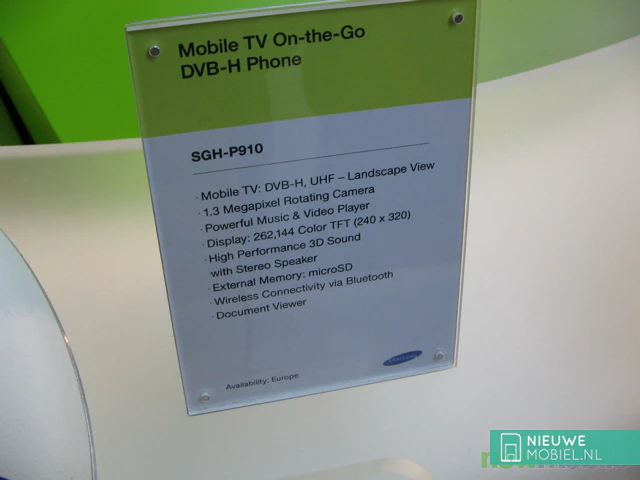 Mobile TV On-the-Go
DVB-H Phone
SGH-P910
· Mobile TV: DVB-H, UHF – Landscape View
· 1.3 Megapixel Rotating Camera
· Powerful Music & Video Player
· Display: 262,144 Color TFT (240 x 320)
· High Performance 3D Sound
with Stereo Speaker
· External Memory: microSD
· Wireless Connectivity via Bluetooth
· Document Viewer
SAMSUNG
Availability: Europe
NIEUWE
MOBIEL.NL